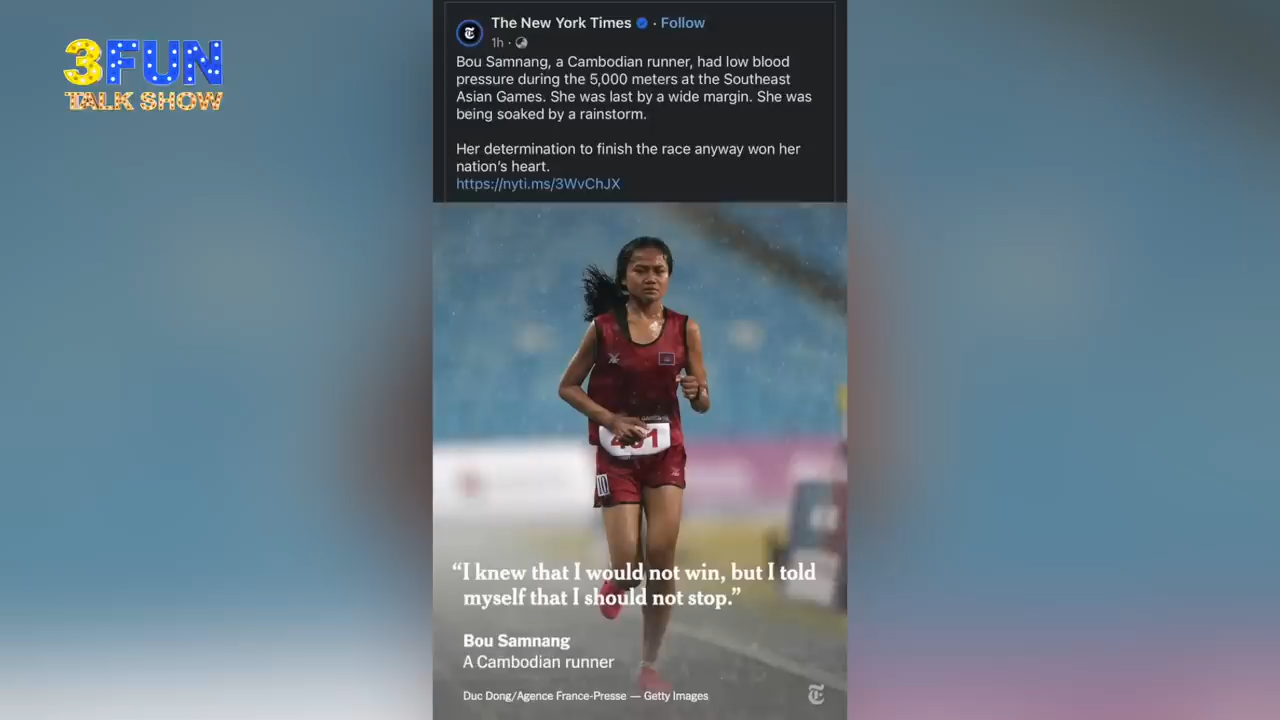 3FUN
TALK SHOW
The New York Times · Follow
1h ·
Bou Samnang, a Cambodian runner, had low blood
pressure during the 5,000 meters at the Southeast
Asian Games. She was last by a wide margin. She was
being soaked by a rainstorm.
Her determination to finish the race anyway won her
nation's heart.
https://nyti.ms/3WvChJX
401
“I knew that I would not win, but I told
myself that I should not stop.”
Bou Samnang
A Cambodian runner
Duc Dong/Agence France-Presse — Getty Images